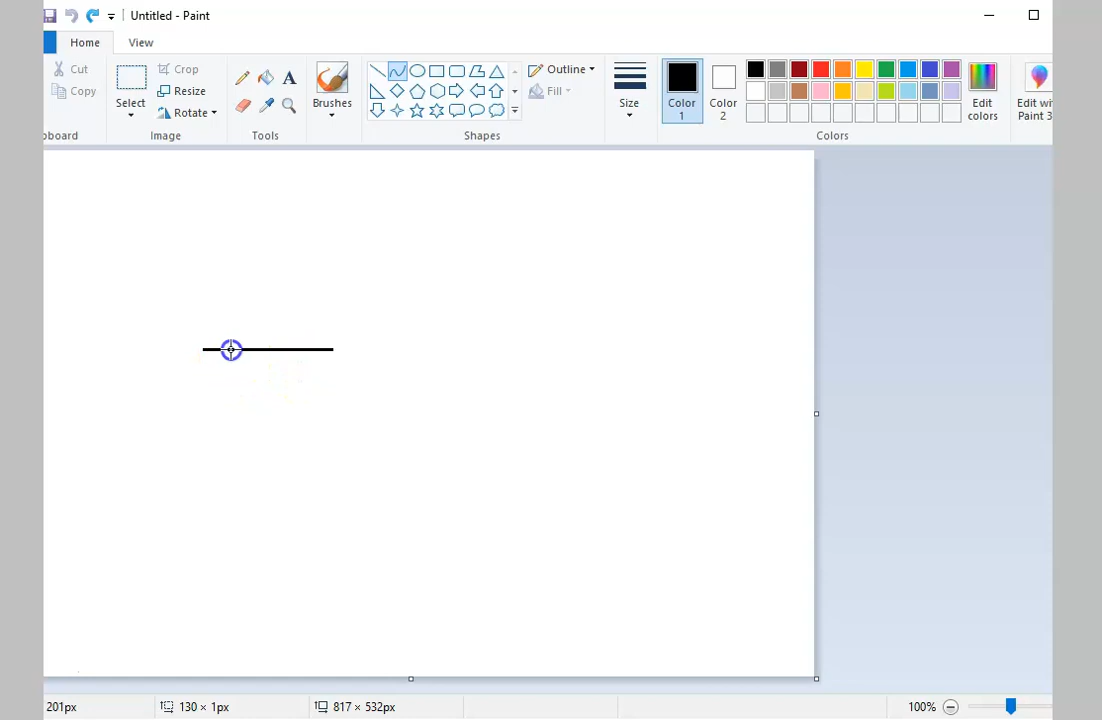 Untitled - Paint
Home View
Cut
Copy
Select
Crop
Resize
Rotate
Brushes
Outline
Fill
Size
Color 1
Color 2
Edit colors
Edit wi
Paint 3
pboard Image Tools Shapes Colors
201px 130 × 1px 817 × 532px 100%